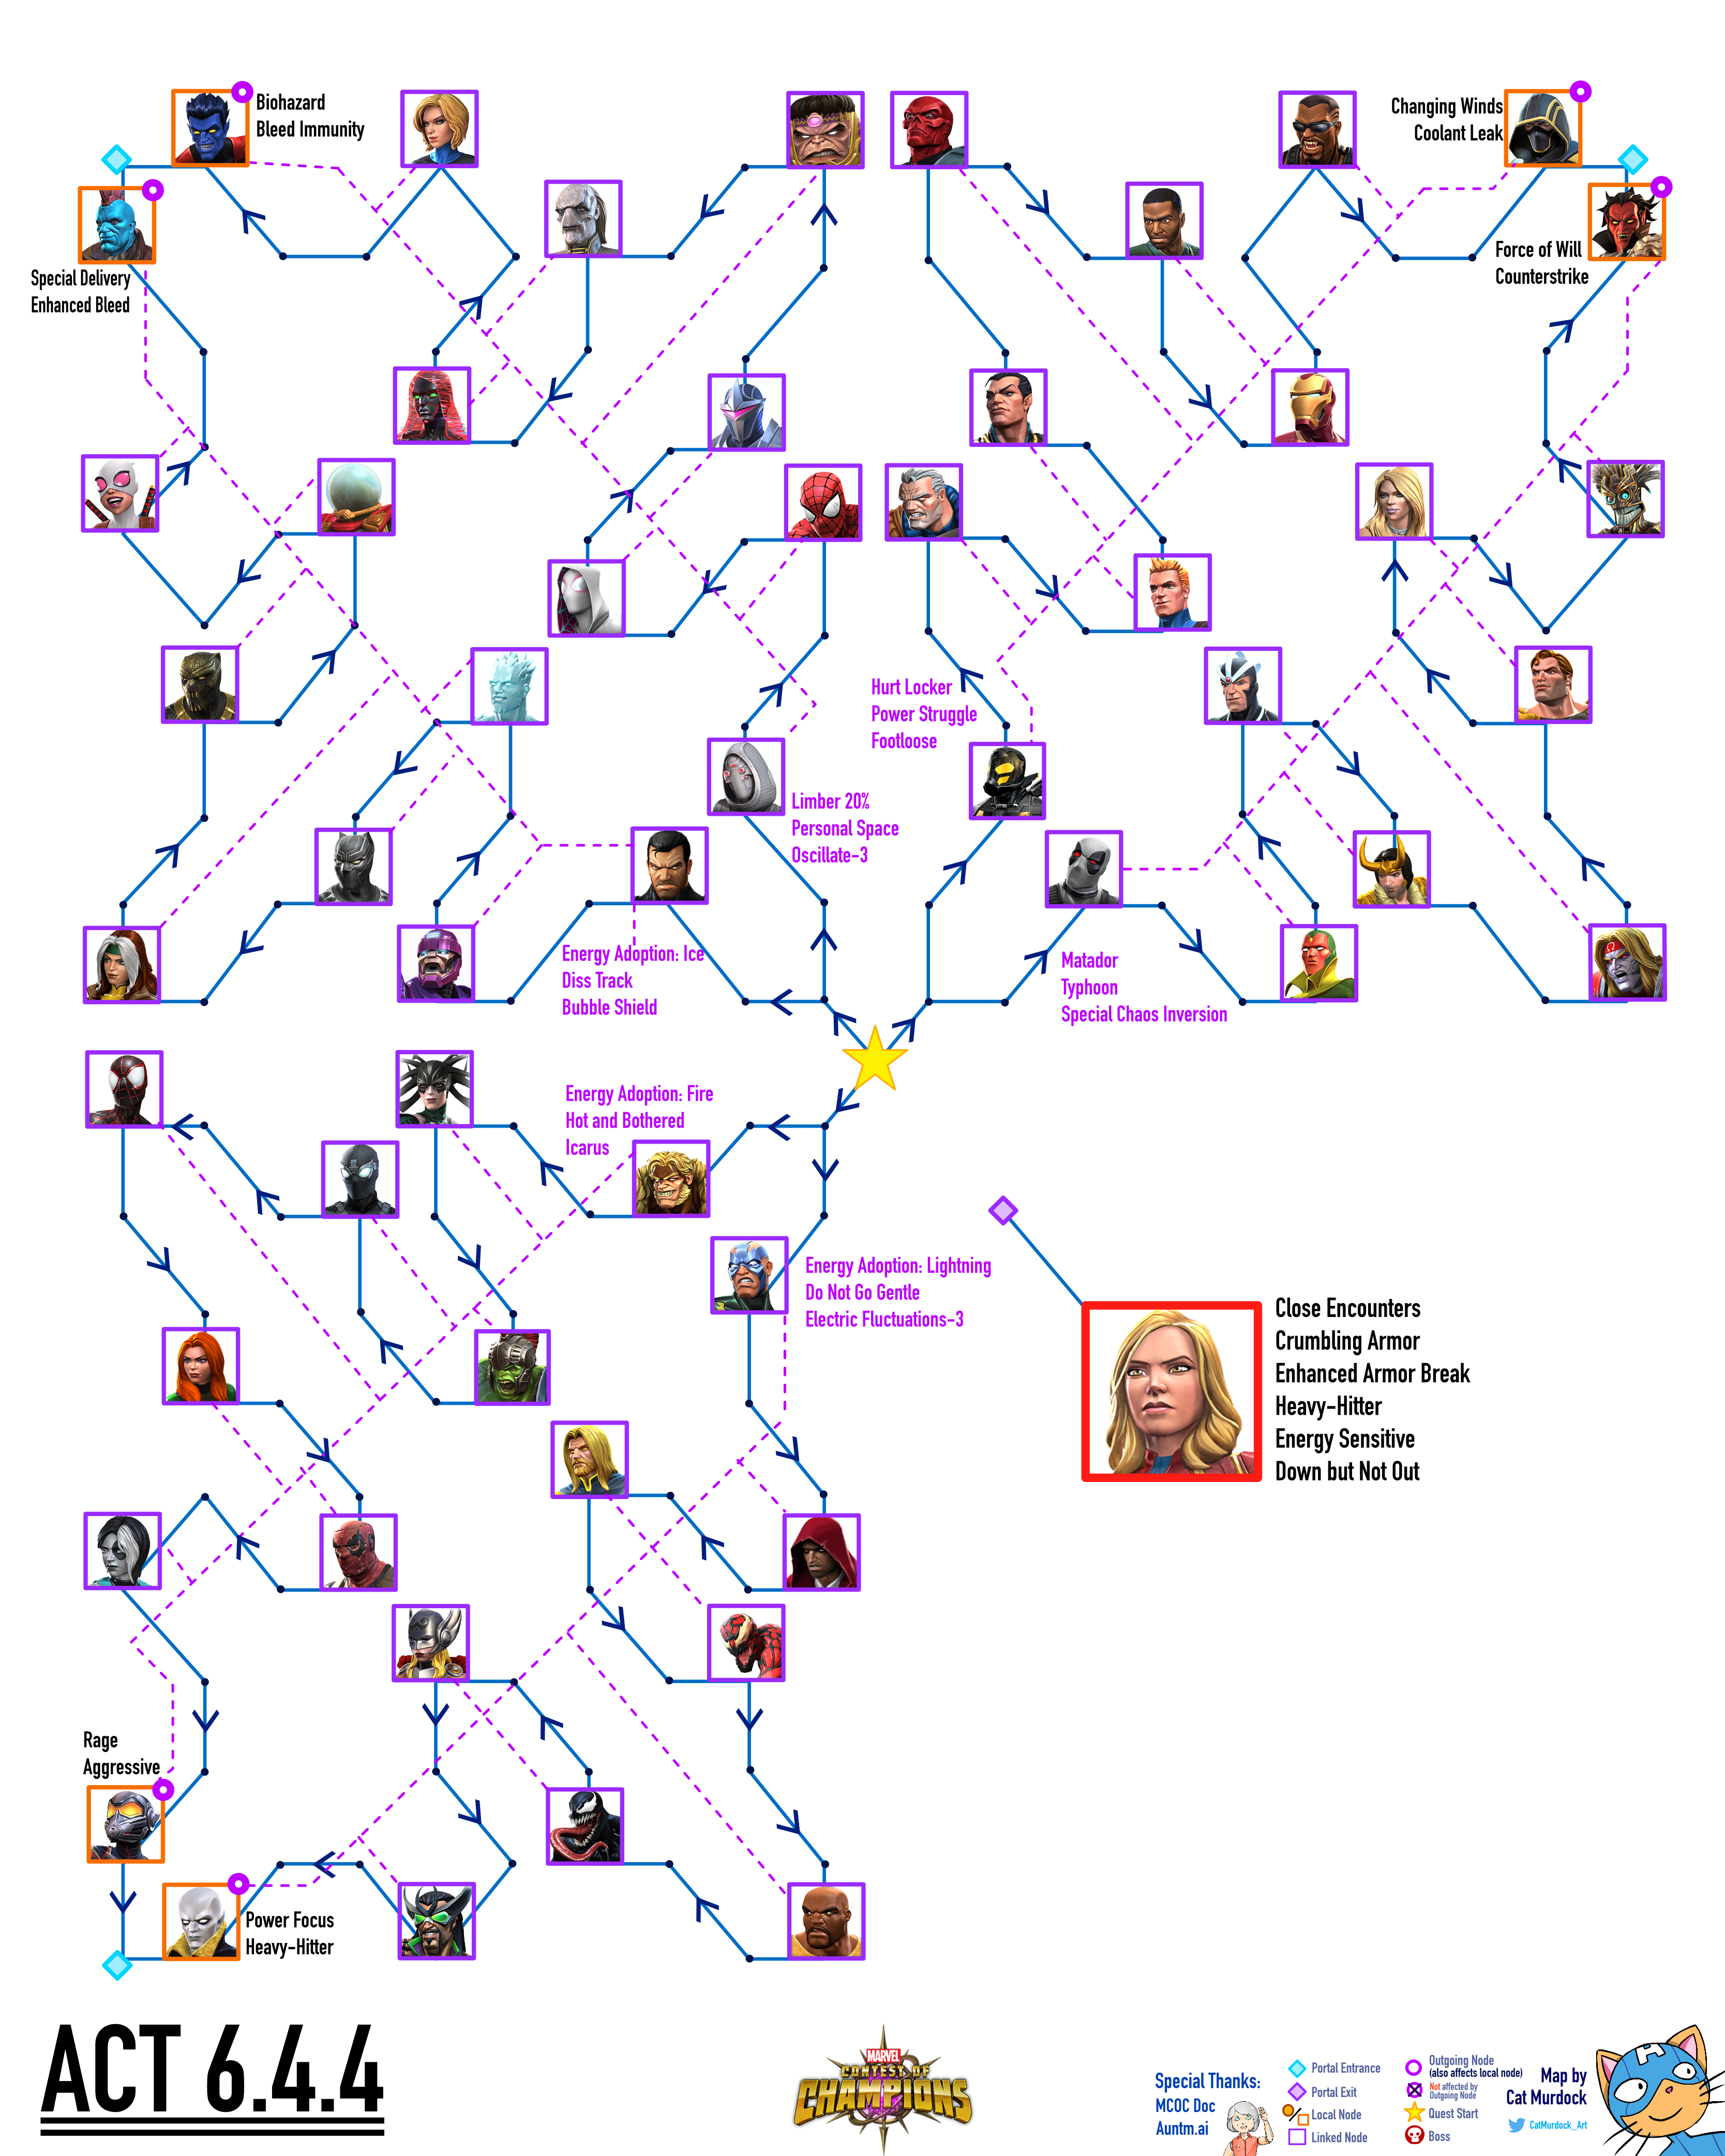 Biohazard
Bleed Immunity
Changing Winds
Coolant Leak
Special Delivery
Enhanced Bleed
Force of Will
Counterstrike
Hurt Locker
Power Struggle
Footloose
Limber 20%
Personal Space
Oscillate-3
Energy Adoption: Ice
Diss Track
Bubble Shield
Matador
Typhoon
Special Chaos Inversion
Energy Adoption: Fire
Hot and Bothered
Icarus
Energy Adoption: Lightning
Do Not Go Gentle
Electric Fluctuations-3
Close Encounters
Crumbling Armor
Enhanced Armor Break
Heavy-Hitter
Energy Sensitive
Down but Not Out
Rage
Aggressive
Power Focus
Heavy-Hitter
ACT 6.4.4
MARVEL
CONTEST OF
CHAMPIONS
Special Thanks:
MCOC Doc
Auntm.ai
Portal Entrance
Portal Exit
Local Node
Linked Node
Outgoing Node
(also affects local node)
Not affected by
Outgoing Node
Quest Start
Boss
Map by
Cat Murdock
CatMurdock_Art